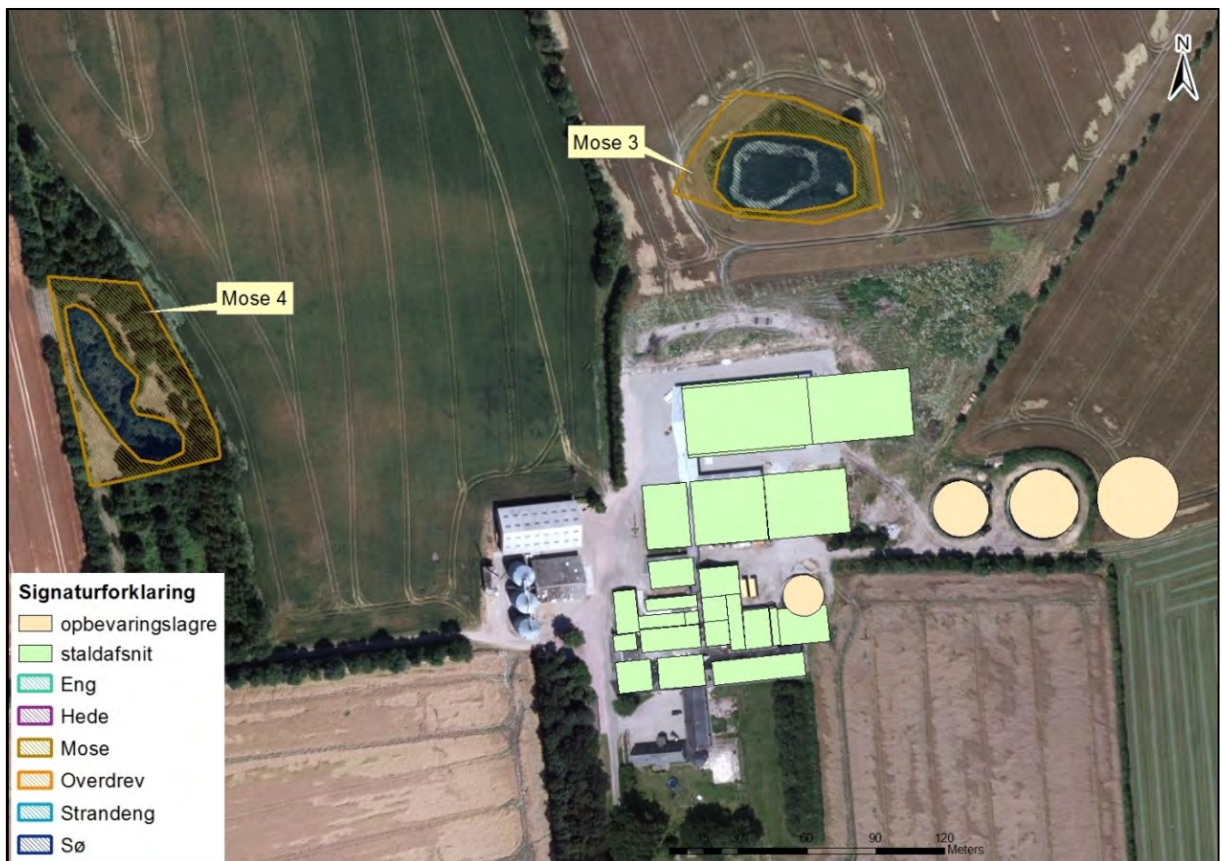 N
Mose 3
Mose 4
Signaturforklaring
opbevaringslagre
staldafsnit
Eng
Hede
Mose
Overdrev
Strandeng
Sø
60 90 120
Meters